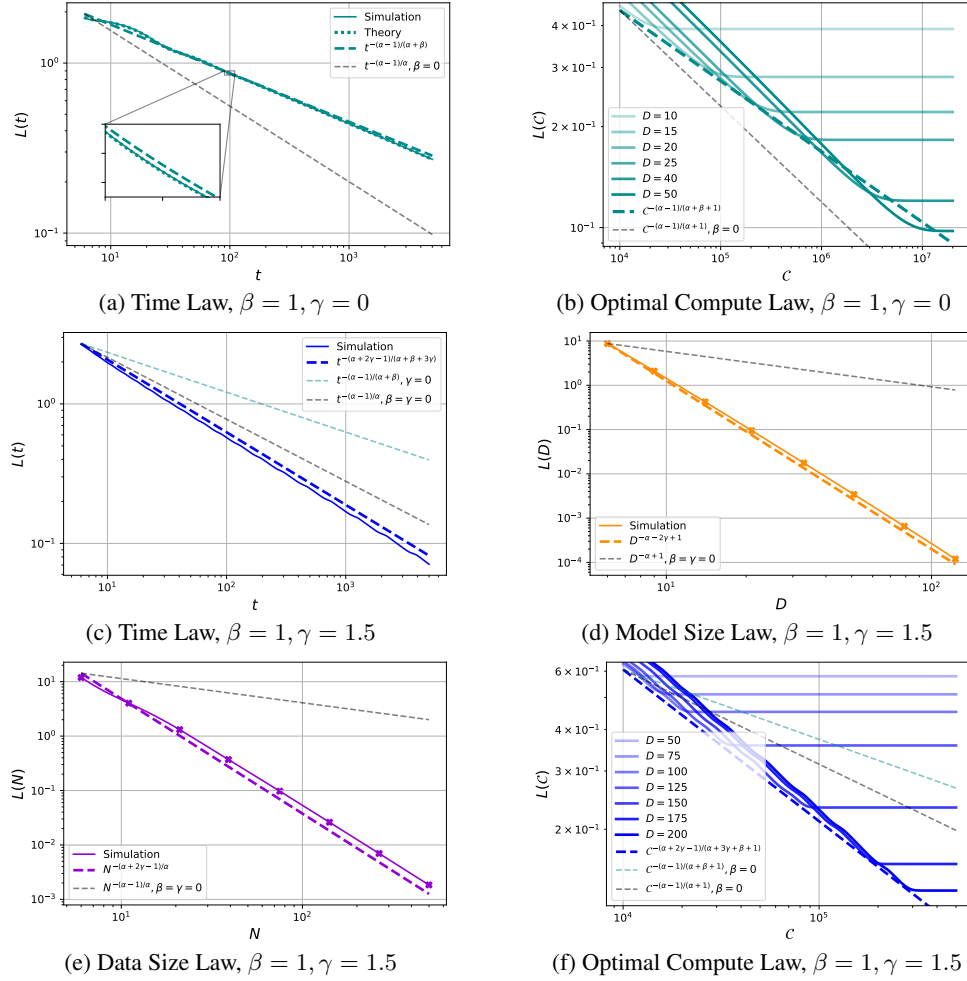 Simulation
Theory
t^{-(α−1)/(α+β)}
t^{-(α−1)/α}, β = 0
10^0
10^{-1}
L(t)
10^1
10^2
10^3
t
(a) Time Law, β = 1, γ = 0
4 × 10^{-1}
3 × 10^{-1}
2 × 10^{-1}
10^{-1}
L(C)
D = 10
D = 15
D = 20
D = 25
D = 40
D = 50
C^{-(α−1)/(α+β+1)}
C^{-(α−1)/(α+1)}, β = 0
10^4
10^5
10^6
10^7
C
(b) Optimal Compute Law, β = 1, γ = 0
Simulation
t^{-(α+2γ−1)/(α+β+3γ)}
t^{-(α−1)/(α+β)}, γ = 0
t^{-(α−1)/α}, β = γ = 0
10^0
10^{-1}
L(t)
10^1
10^2
10^3
t
(c) Time Law, β = 1, γ = 1.5
10^1
10^0
10^{-1}
10^{-2}
10^{-3}
10^{-4}
L(D)
Simulation
D^{-α−2γ+1}
D^{-α+1}, β = γ = 0
10^1
10^2
D
(d) Model Size Law, β = 1, γ = 1.5
10^1
10^0
10^{-1}
10^{-2}
10^{-3}
L(N)
Simulation
N^{-(α+2γ−1)/α}
N^{-(α−1)/α}, β = γ = 0
10^1
10^2
N
(e) Data Size Law, β = 1, γ = 1.5
6 × 10^{-1}
4 × 10^{-1}
3 × 10^{-1}
2 × 10^{-1}
L(C)
D = 50
D = 75
D = 100
D = 125
D = 150
D = 175
D = 200
C^{-(α+2γ−1)/(α+3γ+β+1)}
C^{-(α−1)/(α+β+1)}, β = 0
C^{-(α−1)/(α+1)}, β = 0
10^4
10^5
C
(f) Optimal Compute Law, β = 1, γ = 1.5